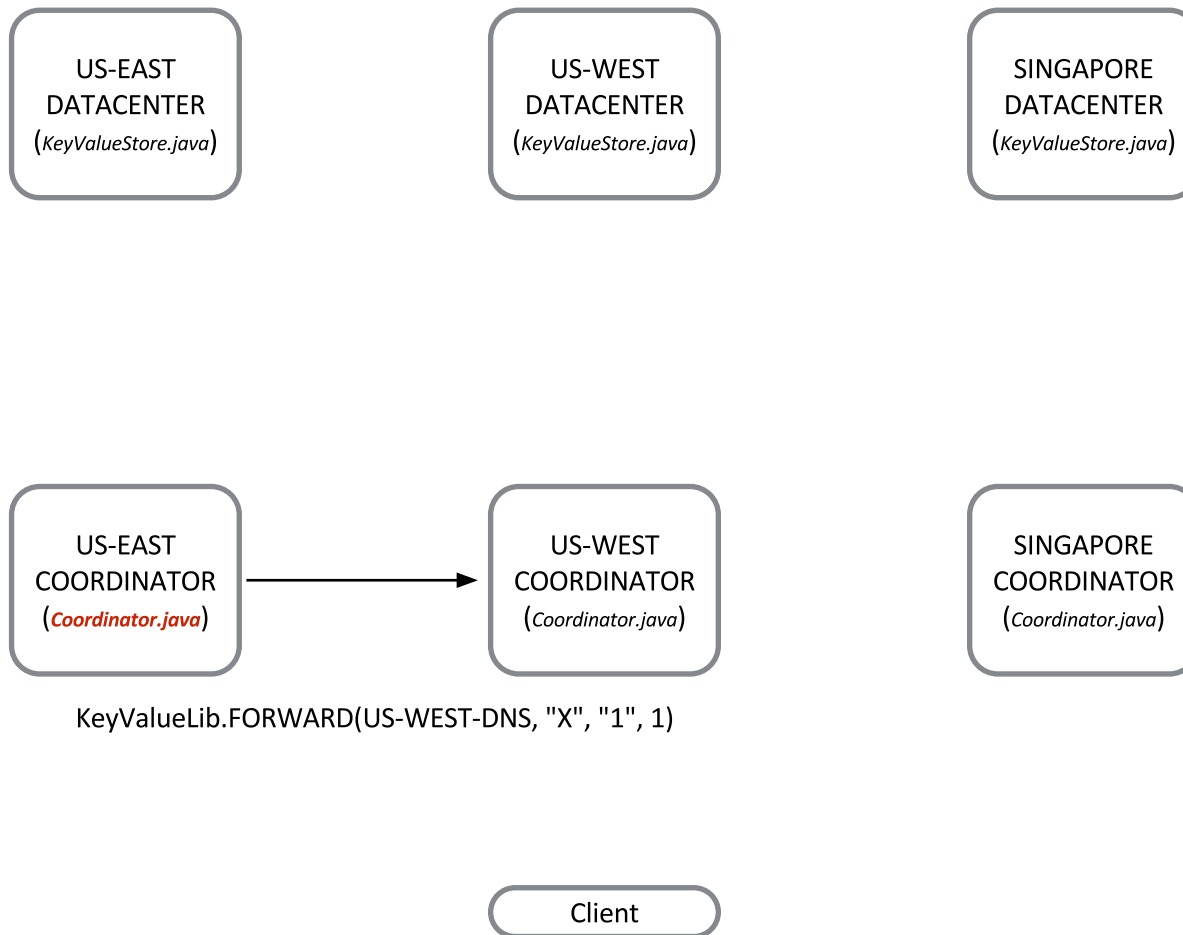 US-EAST
DATACENTER
(KeyValueStore.java)
US-WEST
DATACENTER
(KeyValueStore.java)
SINGAPORE
DATACENTER
(KeyValueStore.java)
US-EAST
COORDINATOR
(Coordinator.java)
US-WEST
COORDINATOR
(Coordinator.java)
SINGAPORE
COORDINATOR
(Coordinator.java)
KeyValueLib.FORWARD(US-WEST-DNS, "X", "1", 1)
Client